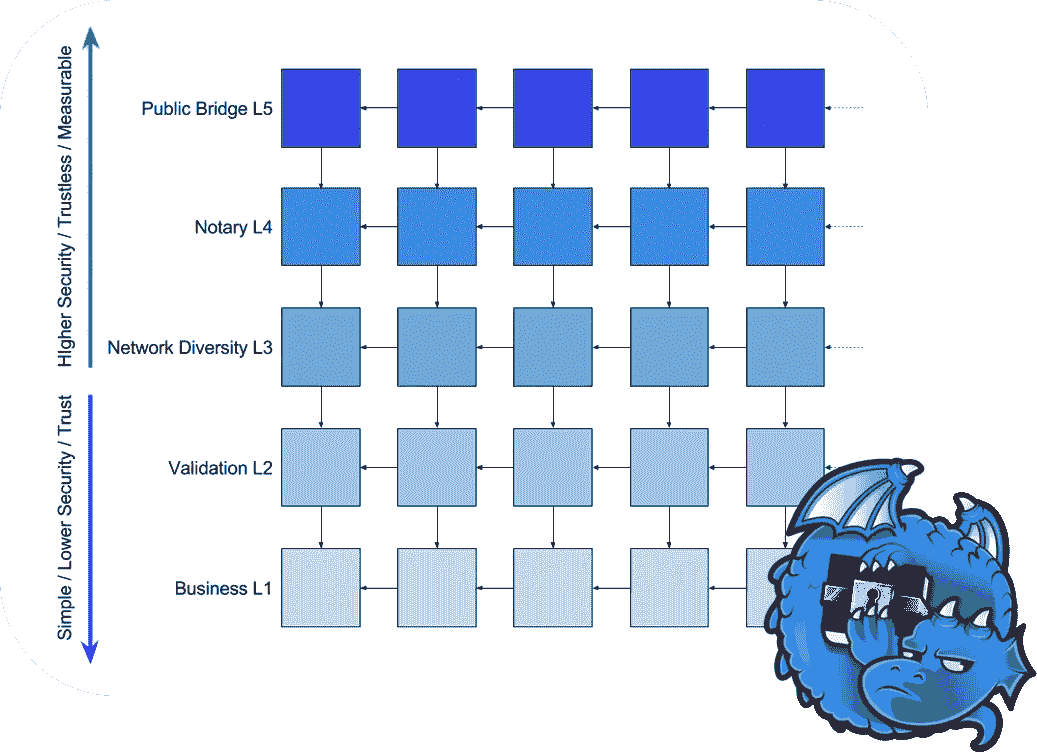 HIgher Security / Trustless / Measurable
Simple / Lower Security / Trust
Public Bridge L5
Notary L4
Network Diversity L3
Validation L2
Business L1